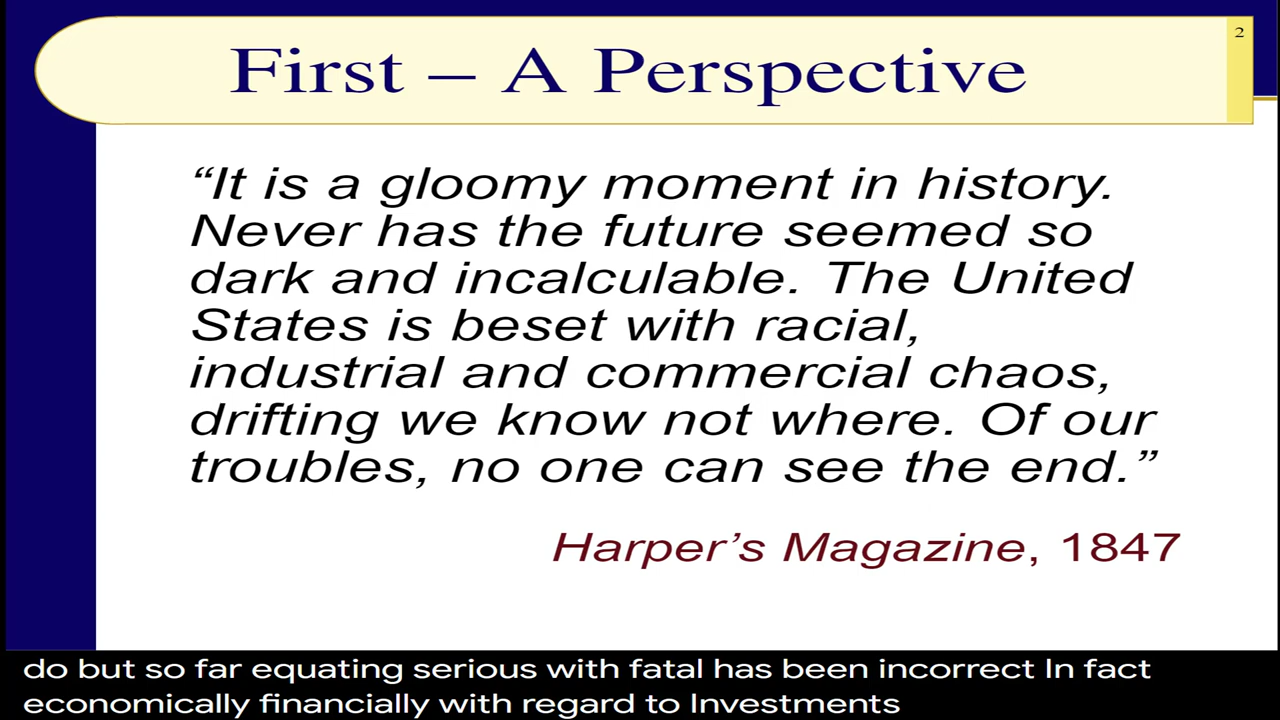 2
First – A Perspective
“It is a gloomy moment in history.
Never has the future seemed so
dark and incalculable. The United
States is beset with racial,
industrial and commercial chaos,
drifting we know not where. Of our
troubles, no one can see the end.”
Harper’s Magazine, 1847
do but so far equating serious with fatal has been incorrect In fact
economically financially with regard to Investments